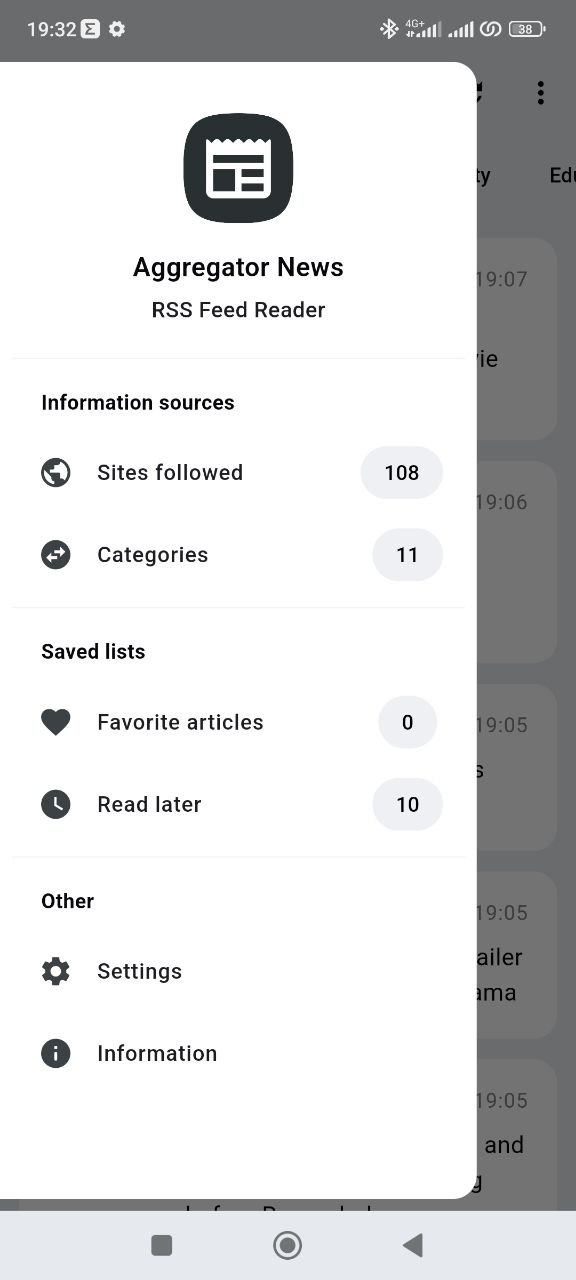 19:32
4G+
38
ty
Edu
Aggregator News
RSS Feed Reader
19:07
vie
Information sources
Sites followed 108
19:06
Categories 11
Saved lists
Favorite articles 0
19:05
s
Read later 10
Other
19:05
ailer
Settings
ama
Information
19:05
and
g